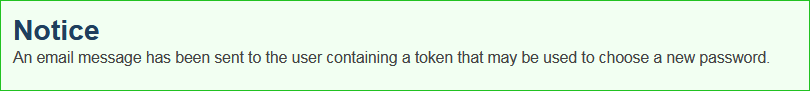 Notice
An email message has been sent to the user containing a token that may be used to choose a new password.